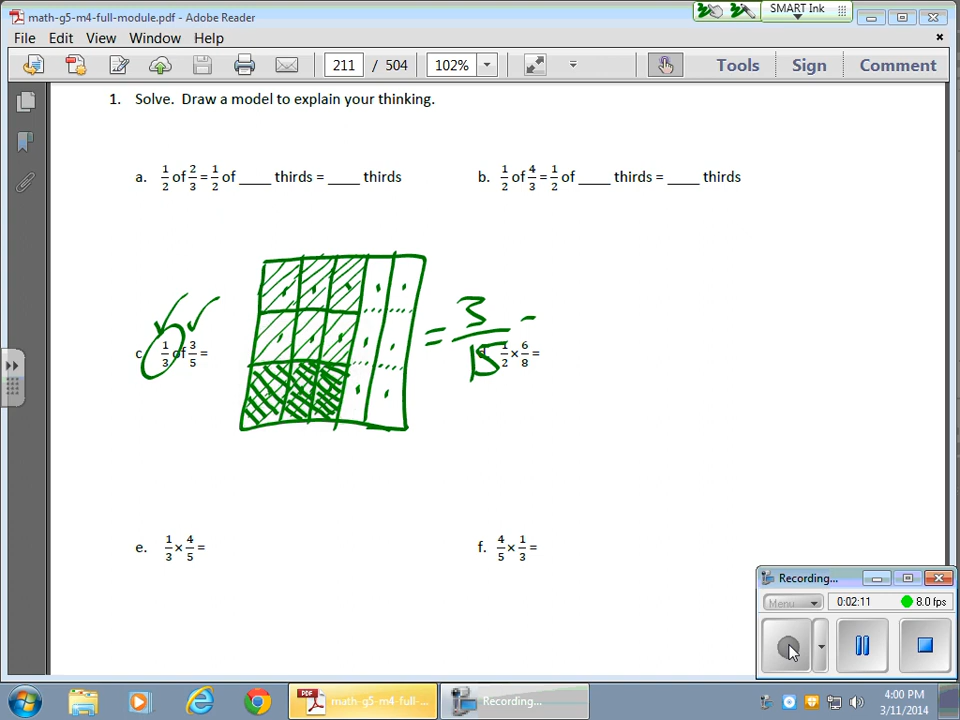 math-g5-m4-full-module.pdf - Adobe Reader
SMART Ink
File Edit View Window Help
211 / 504 102% Tools Sign Comment
1. Solve. Draw a model to explain your thinking.
a. 1/2 of 2/3 = 1/2 of ____ thirds = ____ thirds
b. 1/2 of 4/3 = 1/2 of ____ thirds = ____ thirds
c. 1/3 of 3/5 =
= 3/15 =
d. 1/2 × 6/8 =
e. 1/3 × 4/5 =
f. 4/5 × 1/3 =
Recording...
Menu 0:02:11 8.0 fps
PDF math-g5-m4-full-... Recording...
4:00 PM
3/11/2014